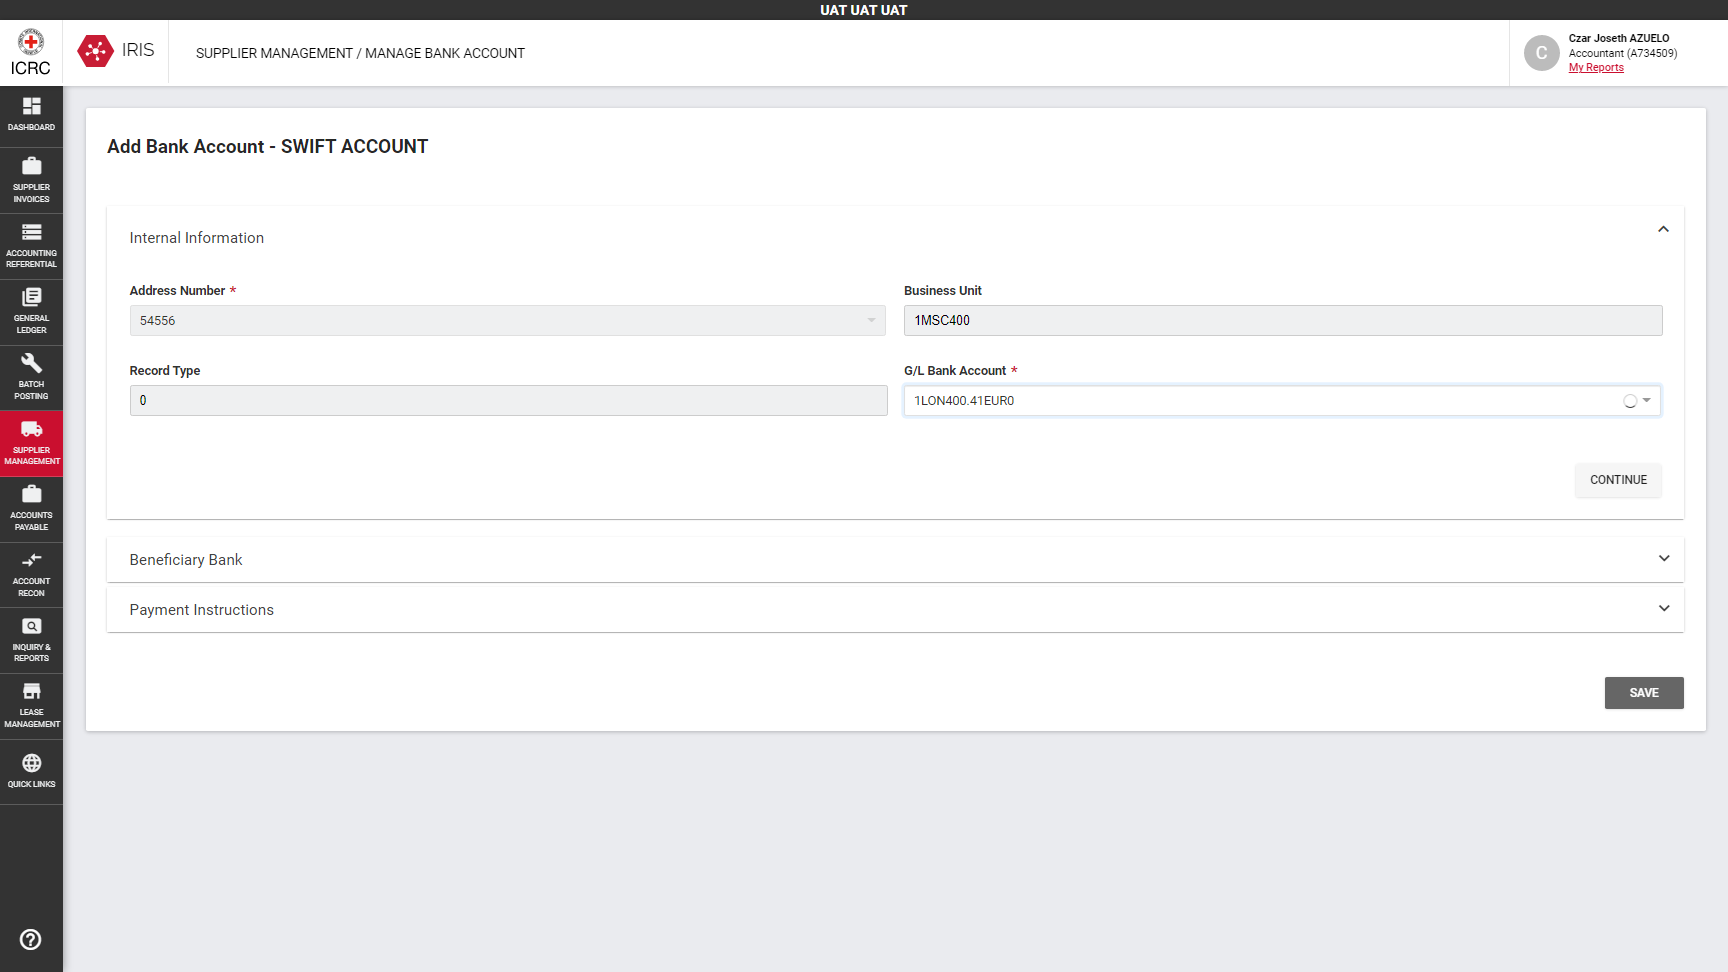 UAT UAT UAT
ICRC
IRIS
SUPPLIER MANAGEMENT / MANAGE BANK ACCOUNT
C
Czar Joseth AZUELO
Accountant (A734509)
My Reports
DASHBOARD
SUPPLIER
INVOICES
ACCOUNTING
REFERENTIAL
GENERAL
LEDGER
BATCH
POSTING
SUPPLIER
MANAGEMENT
ACCOUNTS
PAYABLE
ACCOUNT
RECON
INQUIRY &
REPORTS
LEASE
MANAGEMENT
QUICK LINKS
Add Bank Account - SWIFT ACCOUNT
Internal Information
Address Number *
54556
Business Unit
1MSC400
Record Type
0
G/L Bank Account *
1LON400.41EUR0
CONTINUE
Beneficiary Bank
Payment Instructions
SAVE